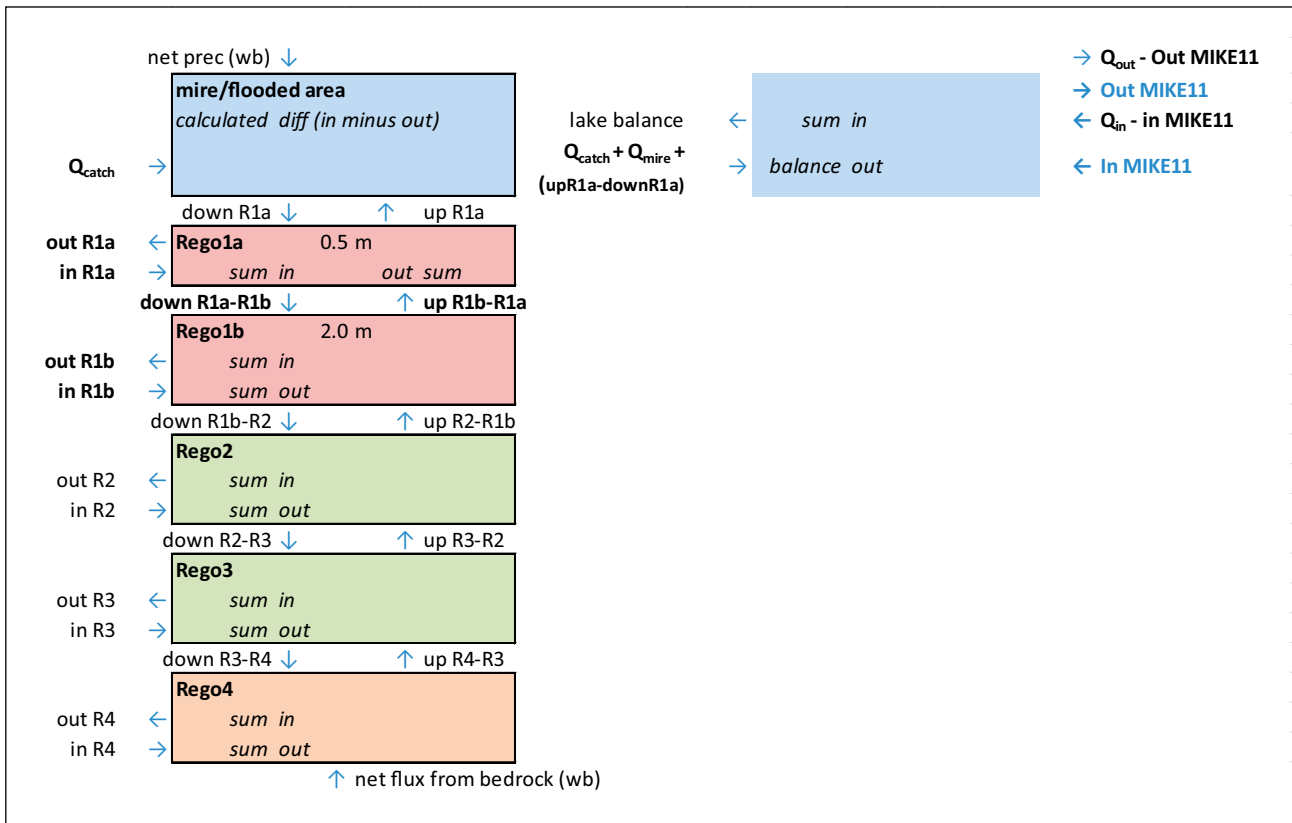 net prec (wb) ↓
mire/flooded area
calculated diff (in minus out)
Qcatch →
lake balance ← sum in
Qcatch + Qmire + → balance out
(upR1a-downR1a)
→ Qout - Out MIKE11
→ Out MIKE11
← Qin - in MIKE11
← In MIKE11
down R1a ↓ ↑ up R1a
out R1a ← Rego1a 0.5 m
in R1a → sum in out sum
down R1a-R1b ↓ ↑ up R1b-R1a
Rego1b 2.0 m
out R1b ← sum in
in R1b → sum out
down R1b-R2 ↓ ↑ up R2-R1b
Rego2
out R2 ← sum in
in R2 → sum out
down R2-R3 ↓ ↑ up R3-R2
Rego3
out R3 ← sum in
in R3 → sum out
down R3-R4 ↓ ↑ up R4-R3
Rego4
out R4 ← sum in
in R4 → sum out
↑ net flux from bedrock (wb)